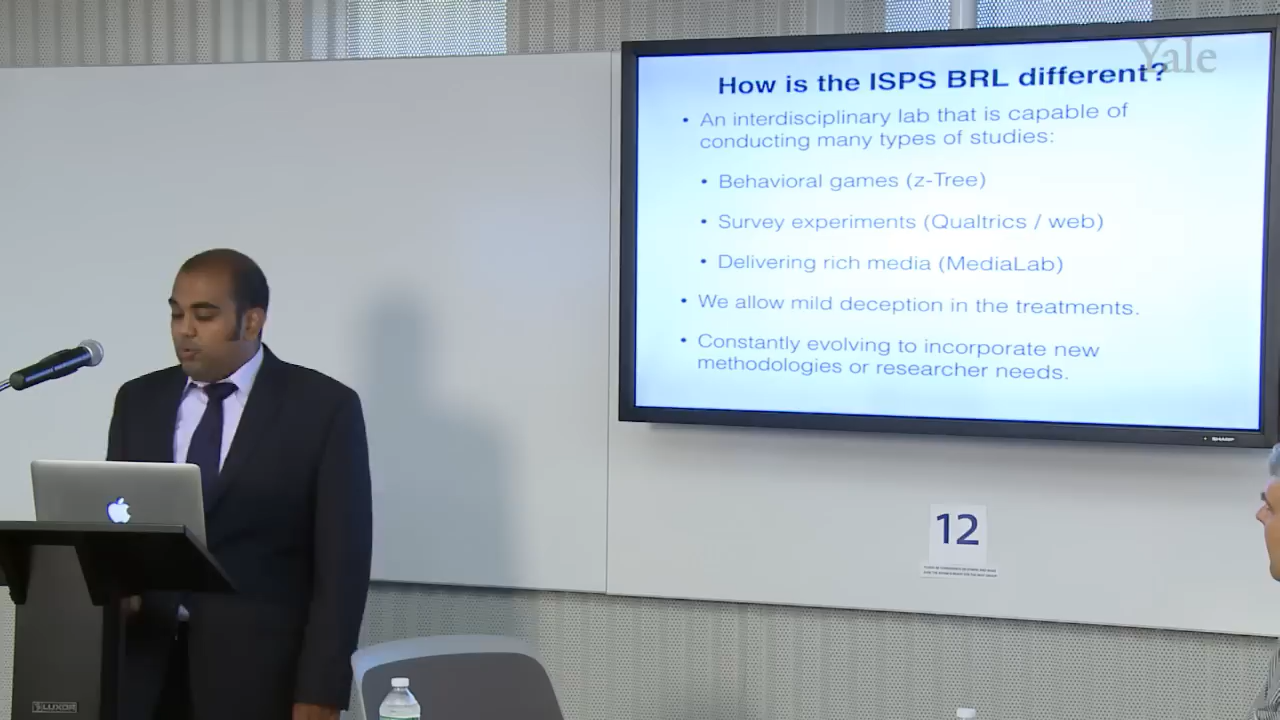 Yale
How is the ISPS BRL different?
• An interdisciplinary lab that is capable of
conducting many types of studies:
• Behavioral games (z-Tree)
• Survey experiments (Qualtrics / web)
• Delivering rich media (MediaLab)
• We allow mild deception in the treatments.
• Constantly evolving to incorporate new
methodologies or researcher needs.
SHARP
12
LUXOR